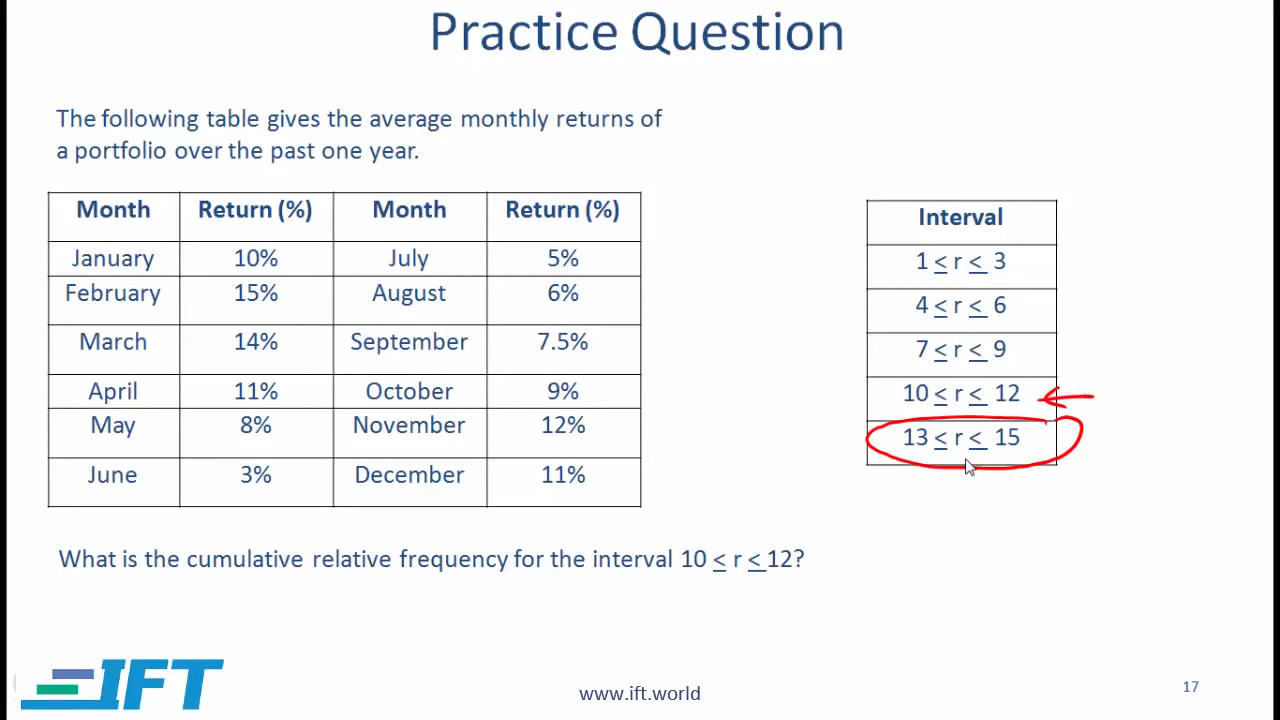 Practice Question
The following table gives the average monthly returns of
a portfolio over the past one year.
Month Return (%) Month Return (%)
January 10% July 5%
February 15% August 6%
March 14% September 7.5%
April 11% October 9%
May 8% November 12%
June 3% December 11%
Interval
1 ≤ r ≤ 3
4 ≤ r ≤ 6
7 ≤ r ≤ 9
10 ≤ r ≤ 12
13 ≤ r ≤ 15
What is the cumulative relative frequency for the interval 10 ≤ r ≤ 12?
IFT
www.ift.world
17